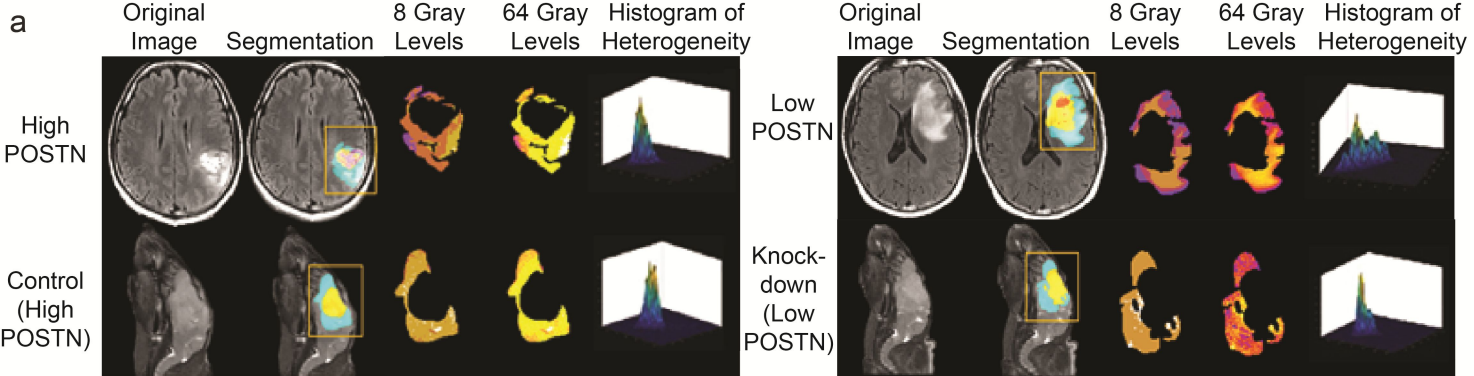 a
Original
Image
Segmentation
8 Gray
Levels
64 Gray
Levels
Histogram of
Heterogeneity
High
POSTN
Control
(High
POSTN)
Original
Image
Segmentation
8 Gray
Levels
64 Gray
Levels
Histogram of
Heterogeneity
Low
POSTN
Knock-
down
(Low
POSTN)